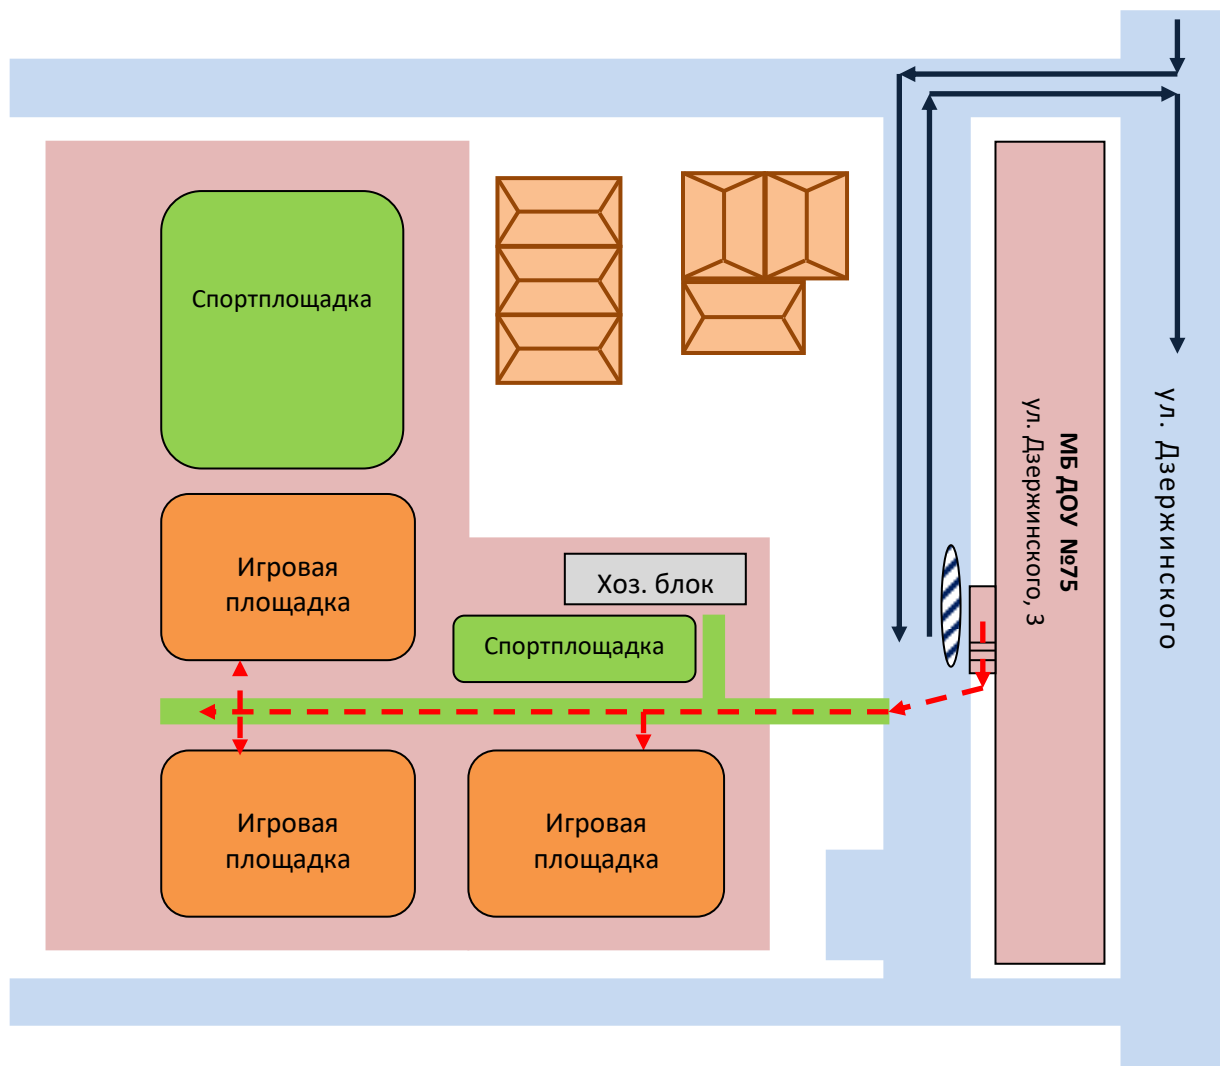 Спортплощадка
Игровая
площадка
Хоз. блок
Спортплощадка
Игровая
площадка
Игровая
площадка
МБ ДОУ №75
ул. Дзержинского, 3
ул. Дзержинского